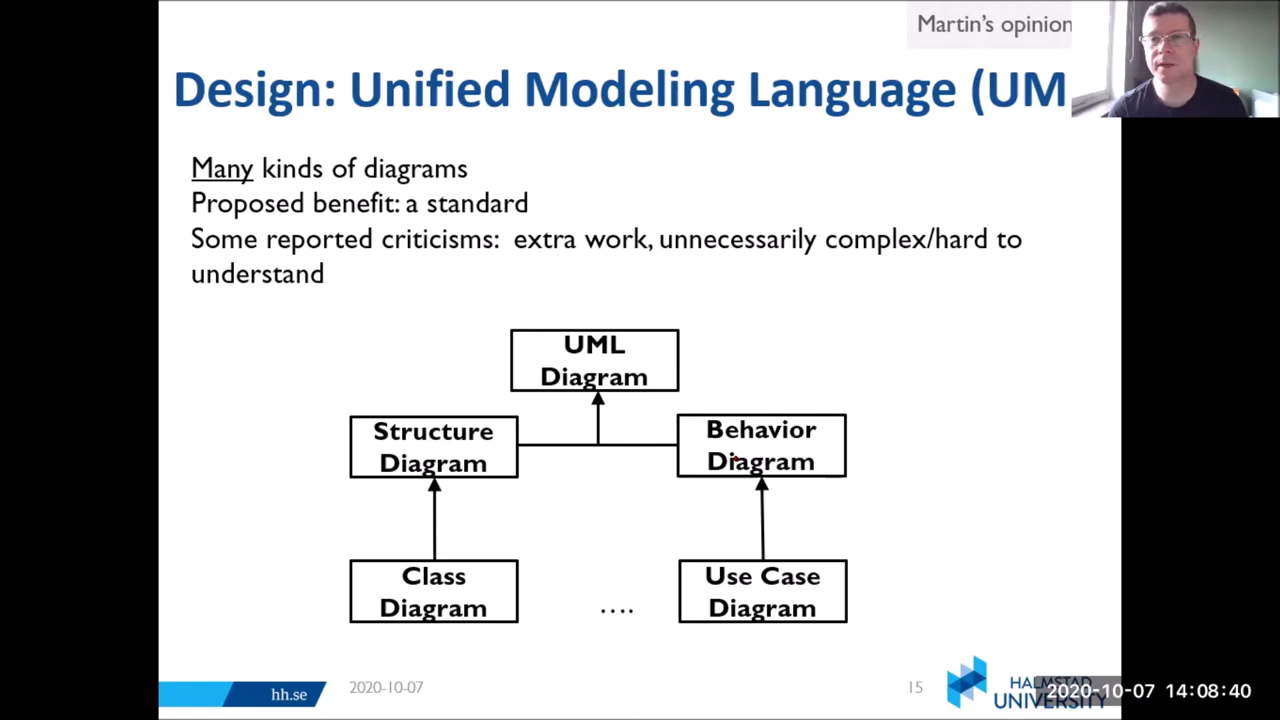 Martin's opinion
Design: Unified Modeling Language (UM
Many kinds of diagrams
Proposed benefit: a standard
Some reported criticisms: extra work, unnecessarily complex/hard to
understand
UML
Diagram
Structure
Diagram
Behavior
Diagram
Class
Diagram
....
Use Case
Diagram
hh.se
2020-10-07
15
HALMSTAD
UNIVERSITY
2020-10-07 14:08:40